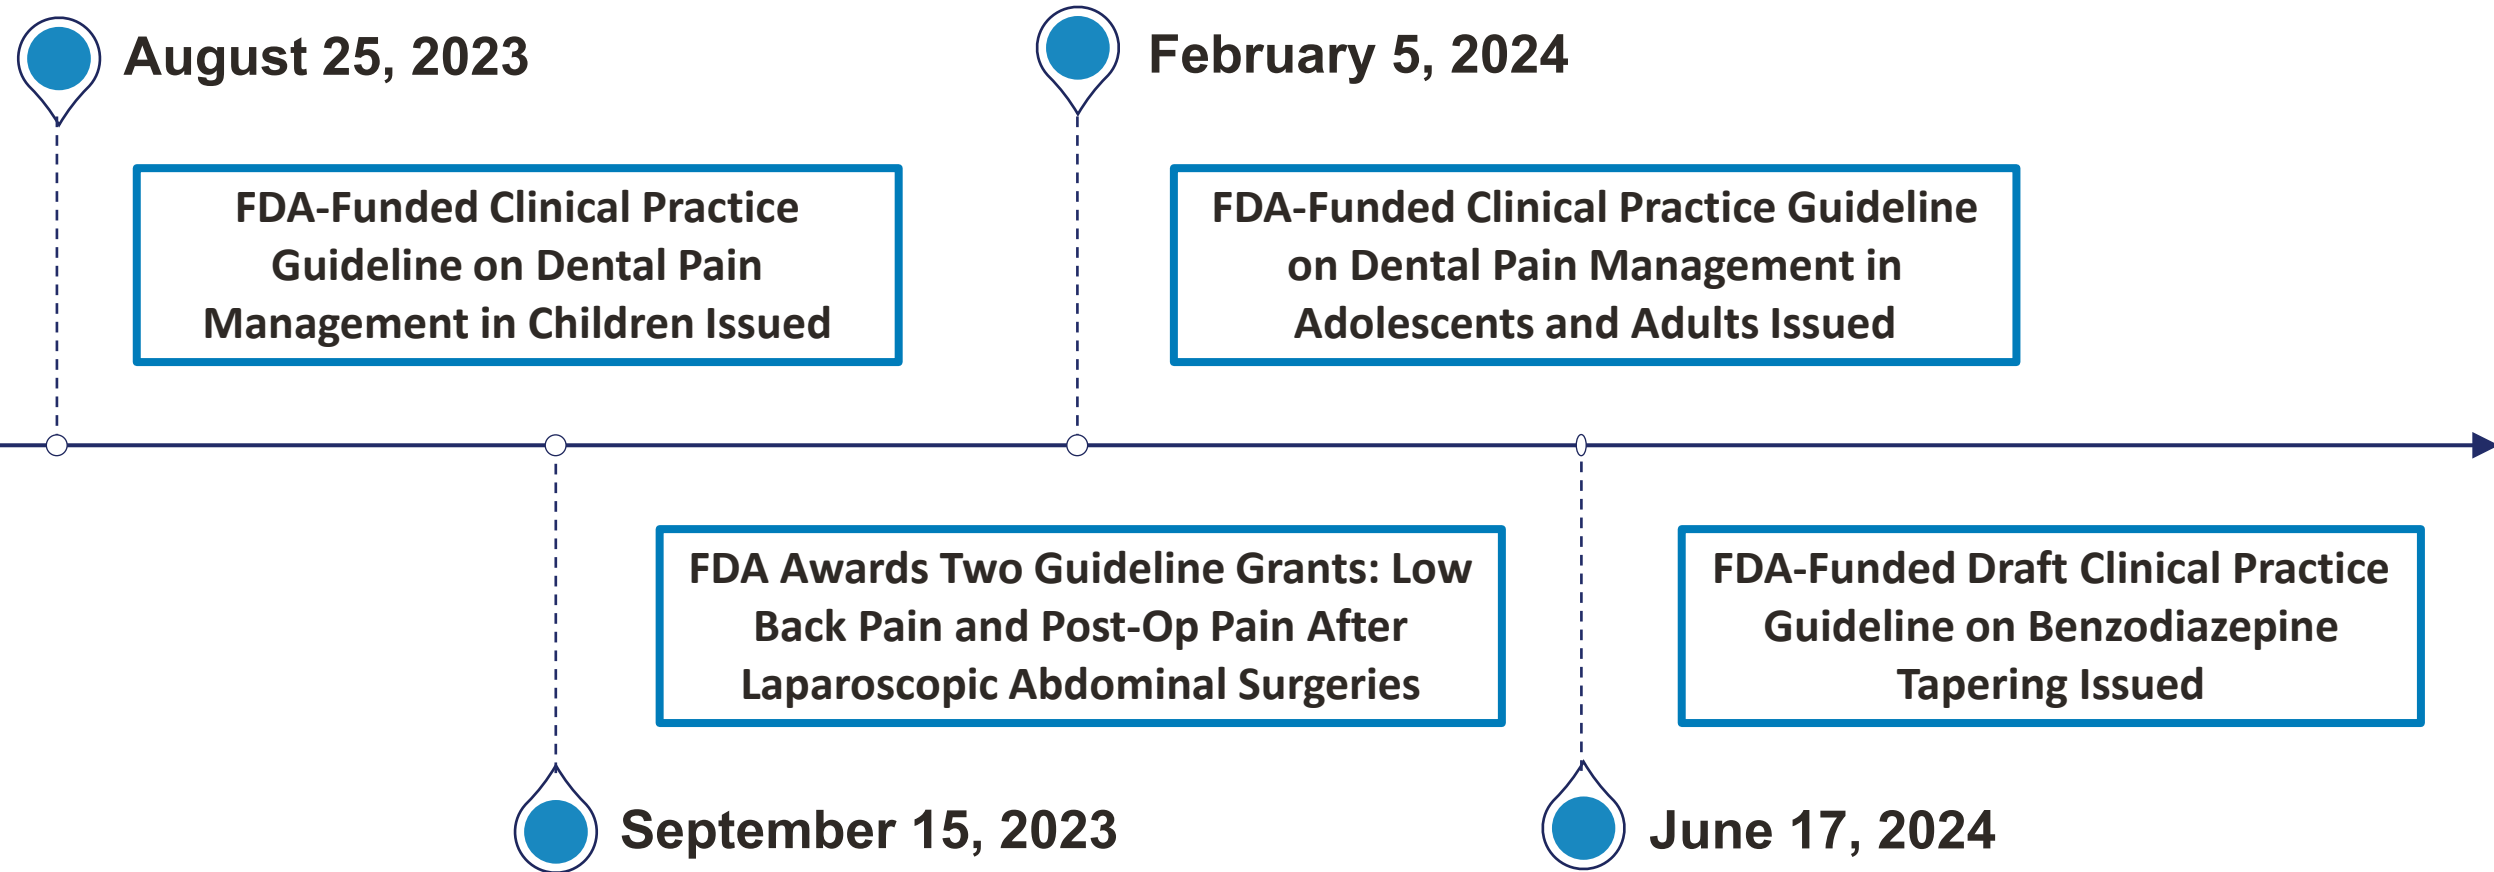 August 25, 2023
FDA-Funded Clinical Practice
Guideline on Dental Pain
Management in Children Issued
February 5, 2024
FDA-Funded Clinical Practice Guideline
on Dental Pain Management in
Adolescents and Adults Issued
FDA Awards Two Guideline Grants: Low
Back Pain and Post-Op Pain After
Laparoscopic Abdominal Surgeries
September 15, 2023
FDA-Funded Draft Clinical Practice
Guideline on Benzodiazepine
Tapering Issued
June 17, 2024